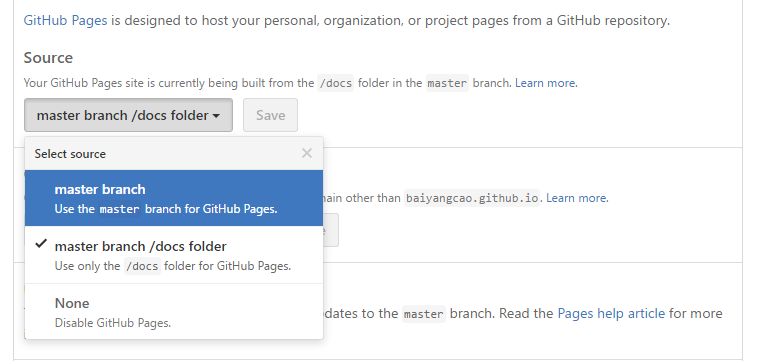 GitHub Pages is designed to host your personal, organization, or project pages from a GitHub repository.
Source
Your GitHub Pages site is currently being built from the /docs folder in the master branch. Learn more.
master branch /docs folder
Save
Select source
master branch
Use the master branch for GitHub Pages.
main other than baiyangcao.github.io. Learn more.
master branch /docs folder
Use only the /docs folder for GitHub Pages.
None
Disable GitHub Pages.
dates to the master branch. Read the Pages help article for more